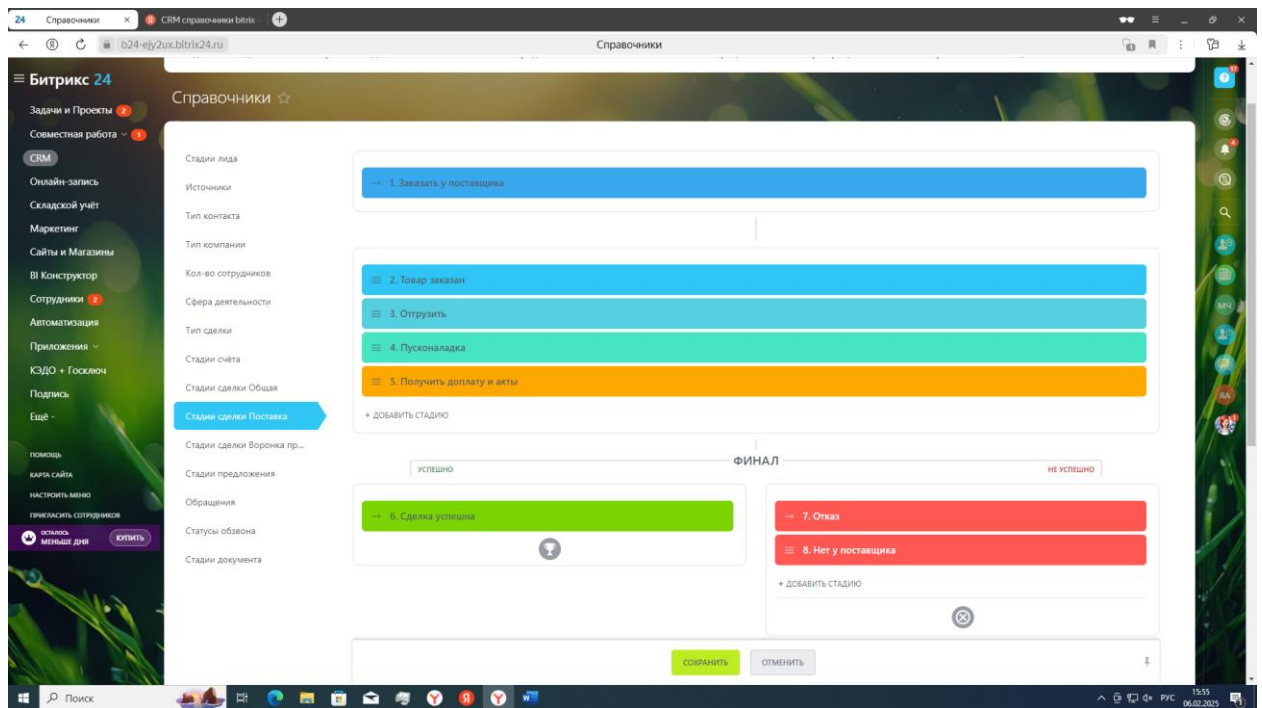 24 Справочники
CRM справочники bitrix
b24-ejy2ux.bitrix24.ru
Справочники
Битрикс 24
Задачи и Проекты 2
Совместная работа 1
CRM
Онлайн-запись
Складской учёт
Маркетинг
Сайты и Магазины
BI Конструктор
Сотрудники 2
Автоматизация
Приложения
КЭДО + Госключ
Подпись
Ещё -
ПОМОЩЬ
КАРТА САЙТА
НАСТРОИТЬ МЕНЮ
ПРИГЛАСИТЬ СОТРУДНИКОВ
ОСТАЛОСЬ
МЕНЬШЕ ДНЯ
КУПИТЬ
Справочники
Стадии лида
Источники
Тип контакта
Тип компании
Кол-во сотрудников
Сфера деятельности
Тип сделки
Стадии счёта
Стадии сделки Общая
Стадии сделки Поставка
Стадии сделки Воронка пр...
Стадии предложения
Обращения
Статусы обзвона
Стадии документа
1. Заказать у поставщика
2. Товар заказан
3. Отгрузить
4. Пусконаладка
5. Получить доплату и акты
+ ДОБАВИТЬ СТАДИЮ
ФИНАЛ
УСПЕШНО
НЕ УСПЕШНО
6. Сделка успешна
7. Отказ
8. Нет у поставщика
+ ДОБАВИТЬ СТАДИЮ
СОХРАНИТЬ
ОТМЕНИТЬ
17
4
МЧ
ЯА
Поиск
РУС
15:55
06.02.2025